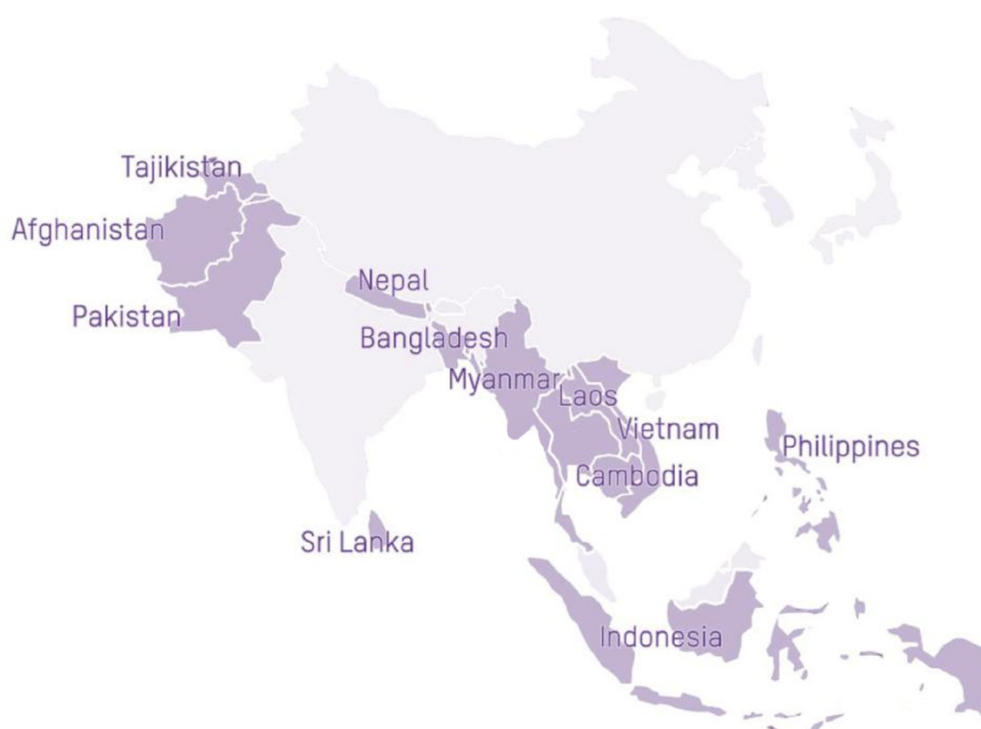 Tajikistan
Afghanistan
Nepal
Pakistan
Bangladesh
Myanmar
Laos
Vietnam
Philippines
Cambodia
Sri Lanka
Indonesia